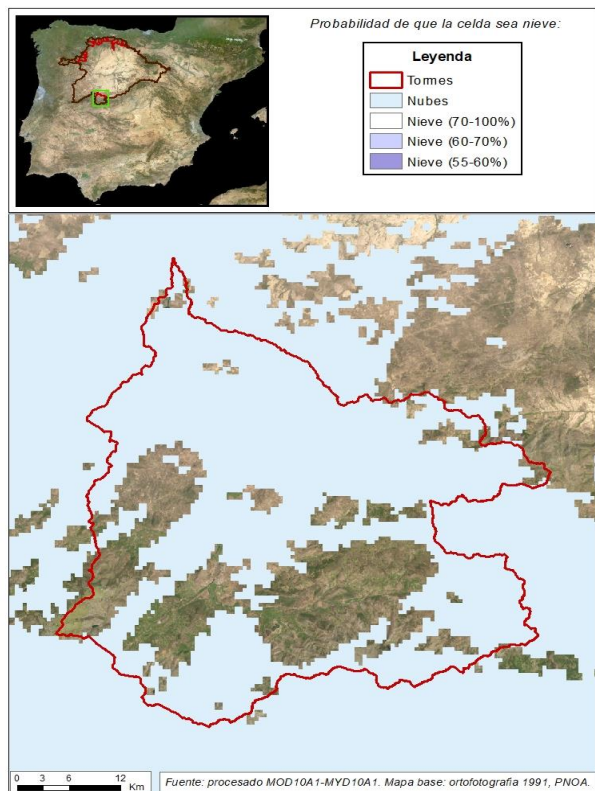 Probabilidad de que la celda sea nieve:
Leyenda
Tormes
Nubes
Nieve (70-100%)
Nieve (60-70%)
Nieve (55-60%)
0 3 6 12
Km
Fuente: procesado MOD10A1-MYD10A1. Mapa base: ortofotografía 1991, PNOA.